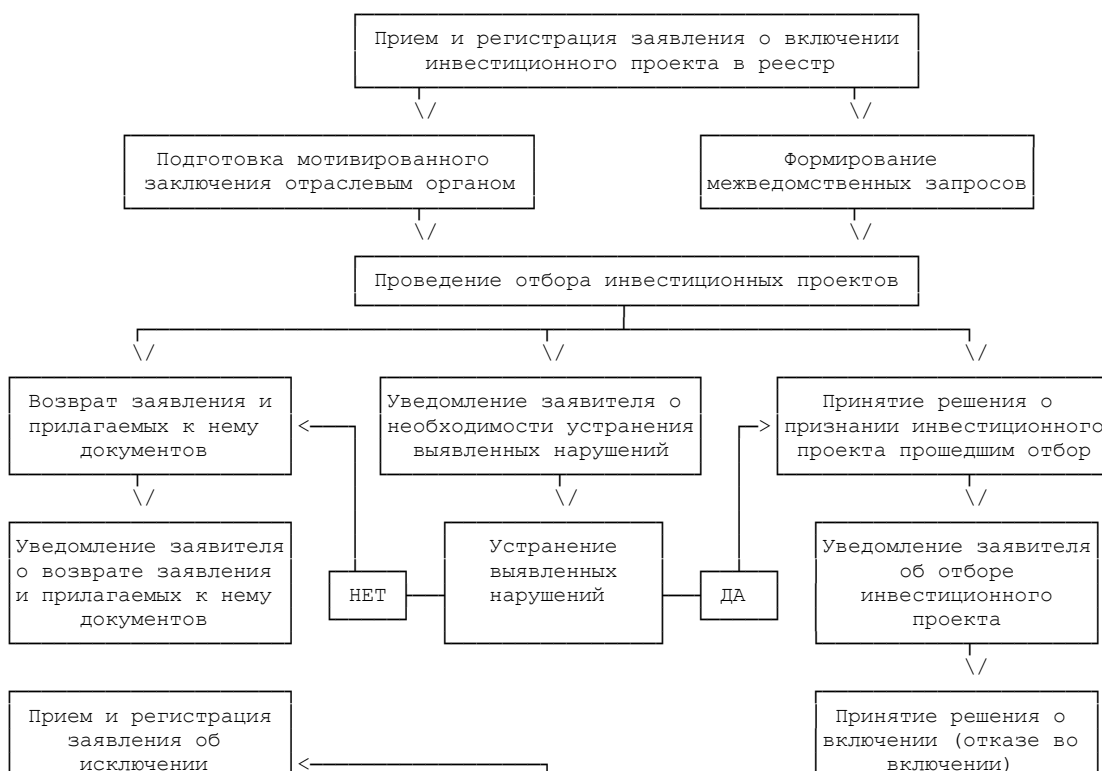 Прием и регистрация заявления о включении
инвестиционного проекта в реестр
Подготовка мотивированного
заключения отраслевым органом
Формирование
межведомственных запросов
Проведение отбора инвестиционных проектов
Возврат заявления и
прилагаемых к нему
документов
Уведомление заявителя о
необходимости устранения
выявленных нарушений
Принятие решения о
признании инвестиционного
проекта прошедшим отбор
Уведомление заявителя
о возврате заявления
и прилагаемых к нему
документов
НЕТ
Устранение
выявленных
нарушений
ДА
Уведомление заявителя
об отборе
инвестиционного
проекта
Прием и регистрация
заявления об
исключении
Принятие решения о
включении (отказе во
включении)